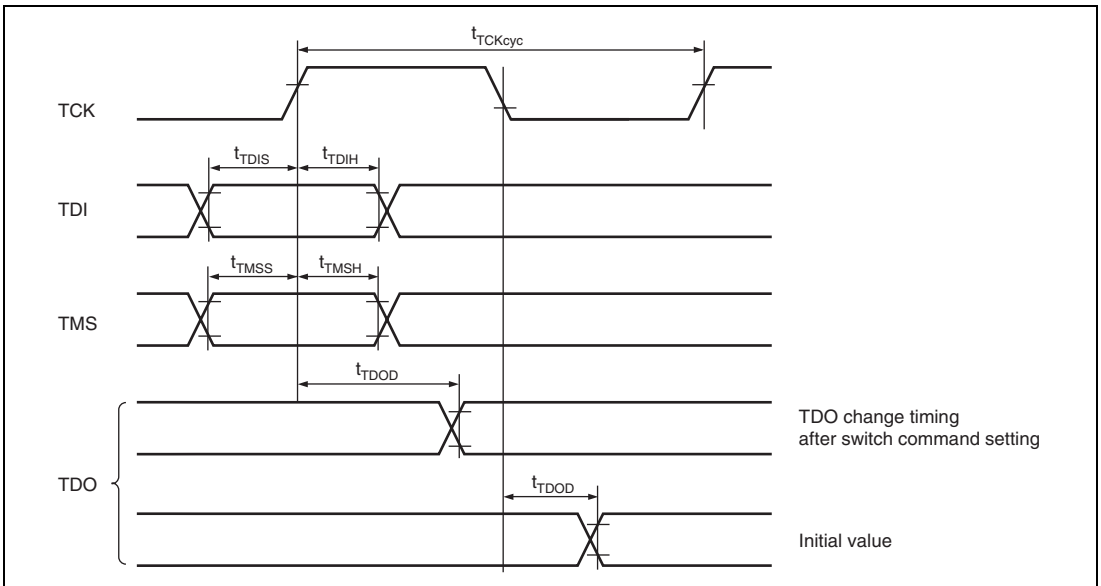 tTCKcyc
TCK
tTDIS
tTDIH
TDI
tTMSS
tTMSH
TMS
tTDOD
TDO change timing
after switch command setting
TDO
tTDOD
Initial value